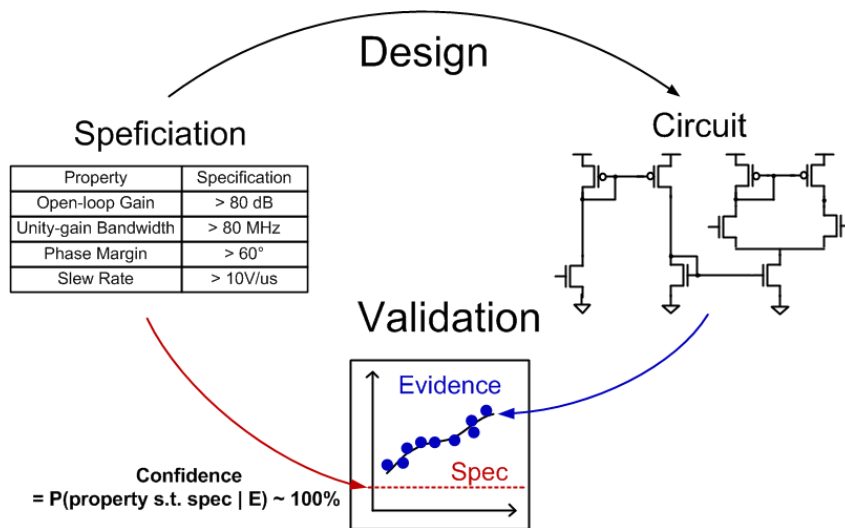 Design
Speficiation
Circuit
Property Specification
Open-loop Gain > 80 dB
Unity-gain Bandwidth > 80 MHz
Phase Margin > 60°
Slew Rate > 10V/us
Validation
Evidence
Spec
Confidence
= P(property s.t. spec | E) ~ 100%